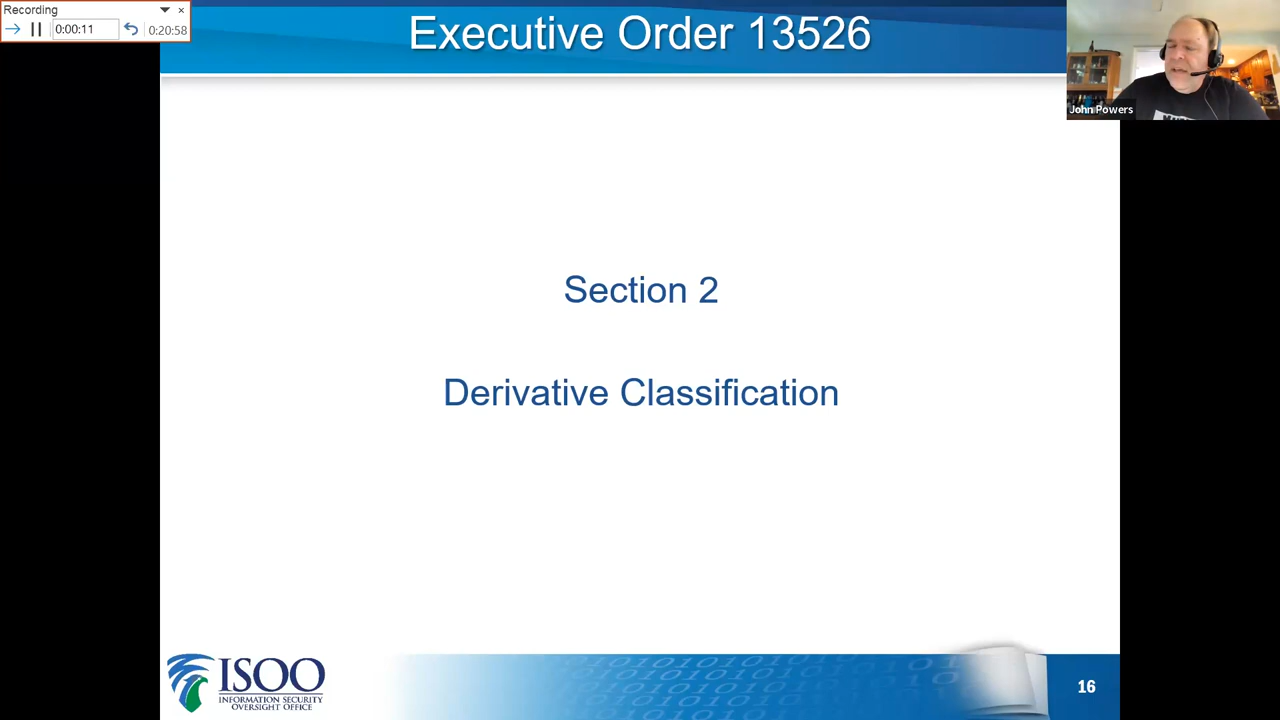 Recording
0:00:11
0:20:58
Executive Order 13526
John Powers
Section 2
Derivative Classification
ISOO
INFORMATION SECURITY
OVERSIGHT OFFICE
16